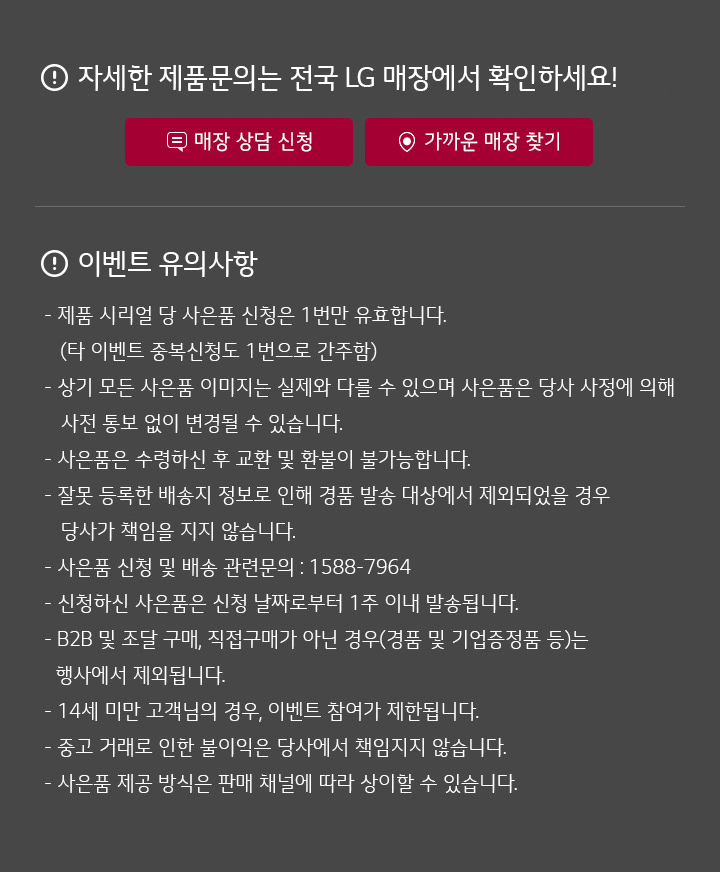 자세한 제품문의는 전국 LG 매장에서 확인하세요!
매장 상담 신청
가까운 매장 찾기
이벤트 유의사항
- 제품 시리얼 당 사은품 신청은 1번만 유효합니다.
(타 이벤트 중복신청도 1번으로 간주함)
- 상기 모든 사은품 이미지는 실제와 다를 수 있으며 사은품은 당사 사정에 의해
사전 통보 없이 변경될 수 있습니다.
- 사은품은 수령하신 후 교환 및 환불이 불가능합니다.
- 잘못 등록한 배송지 정보로 인해 경품 발송 대상에서 제외되었을 경우
당사가 책임을 지지 않습니다.
- 사은품 신청 및 배송 관련문의 : 1588-7964
- 신청하신 사은품은 신청 날짜로부터 1주 이내 발송됩니다.
- B2B 및 조달 구매, 직접구매가 아닌 경우(경품 및 기업증정품 등)는
행사에서 제외됩니다.
- 14세 미만 고객님의 경우, 이벤트 참여가 제한됩니다.
- 중고 거래로 인한 불이익은 당사에서 책임지지 않습니다.
- 사은품 제공 방식은 판매 채널에 따라 상이할 수 있습니다.